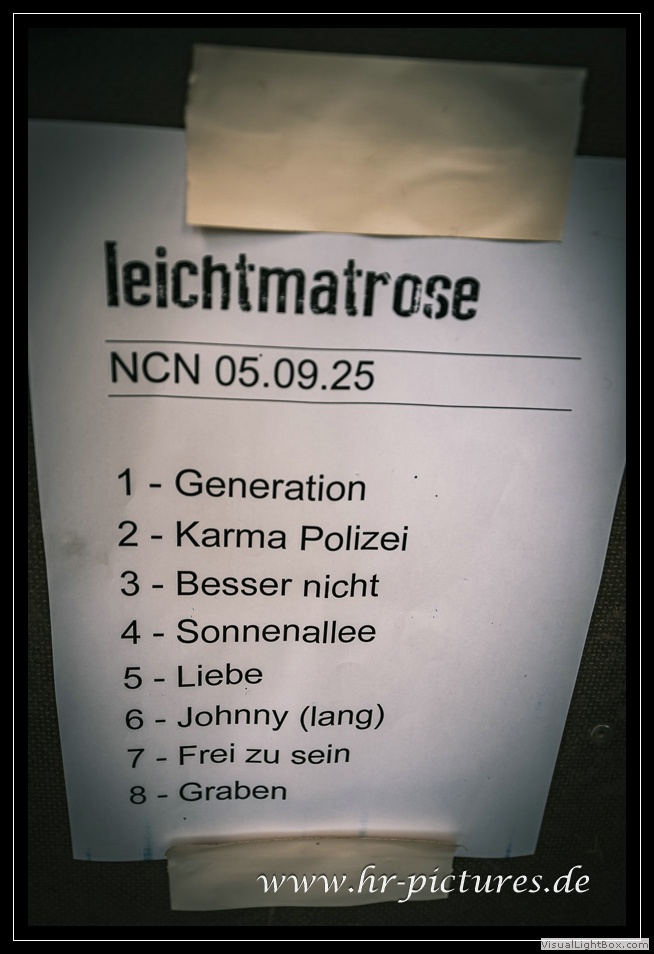 leichtmatrose
NCN 05.09.25
1 - Generation
2 - Karma Polizei
3 - Besser nicht
4 - Sonnenallee
5 - Liebe
6 - Johnny (lang)
7 - Frei zu sein
8 - Graben
www.hr-pictures.de
VisualLightBox.com